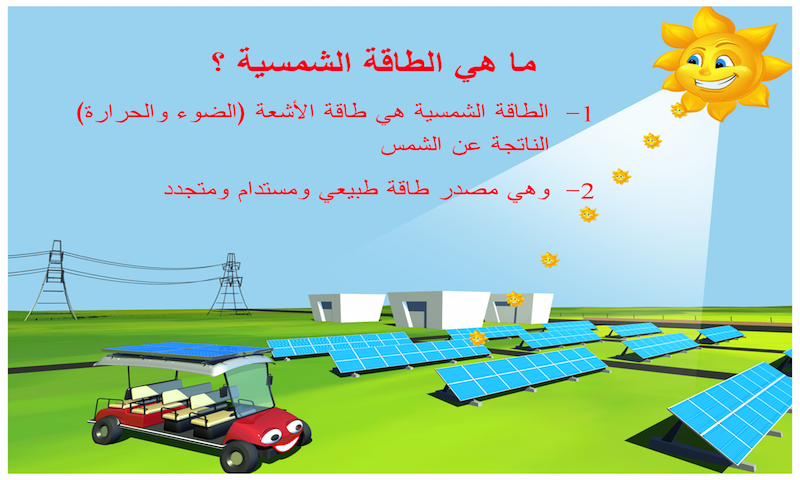 ما هي الطاقة الشمسية ؟
1- الطاقة الشمسية هي طاقة الأشعة (الضوء والحرارة)
الناتجة عن الشمس
2- وهي مصدر طاقة طبيعي ومستدام ومتجدد